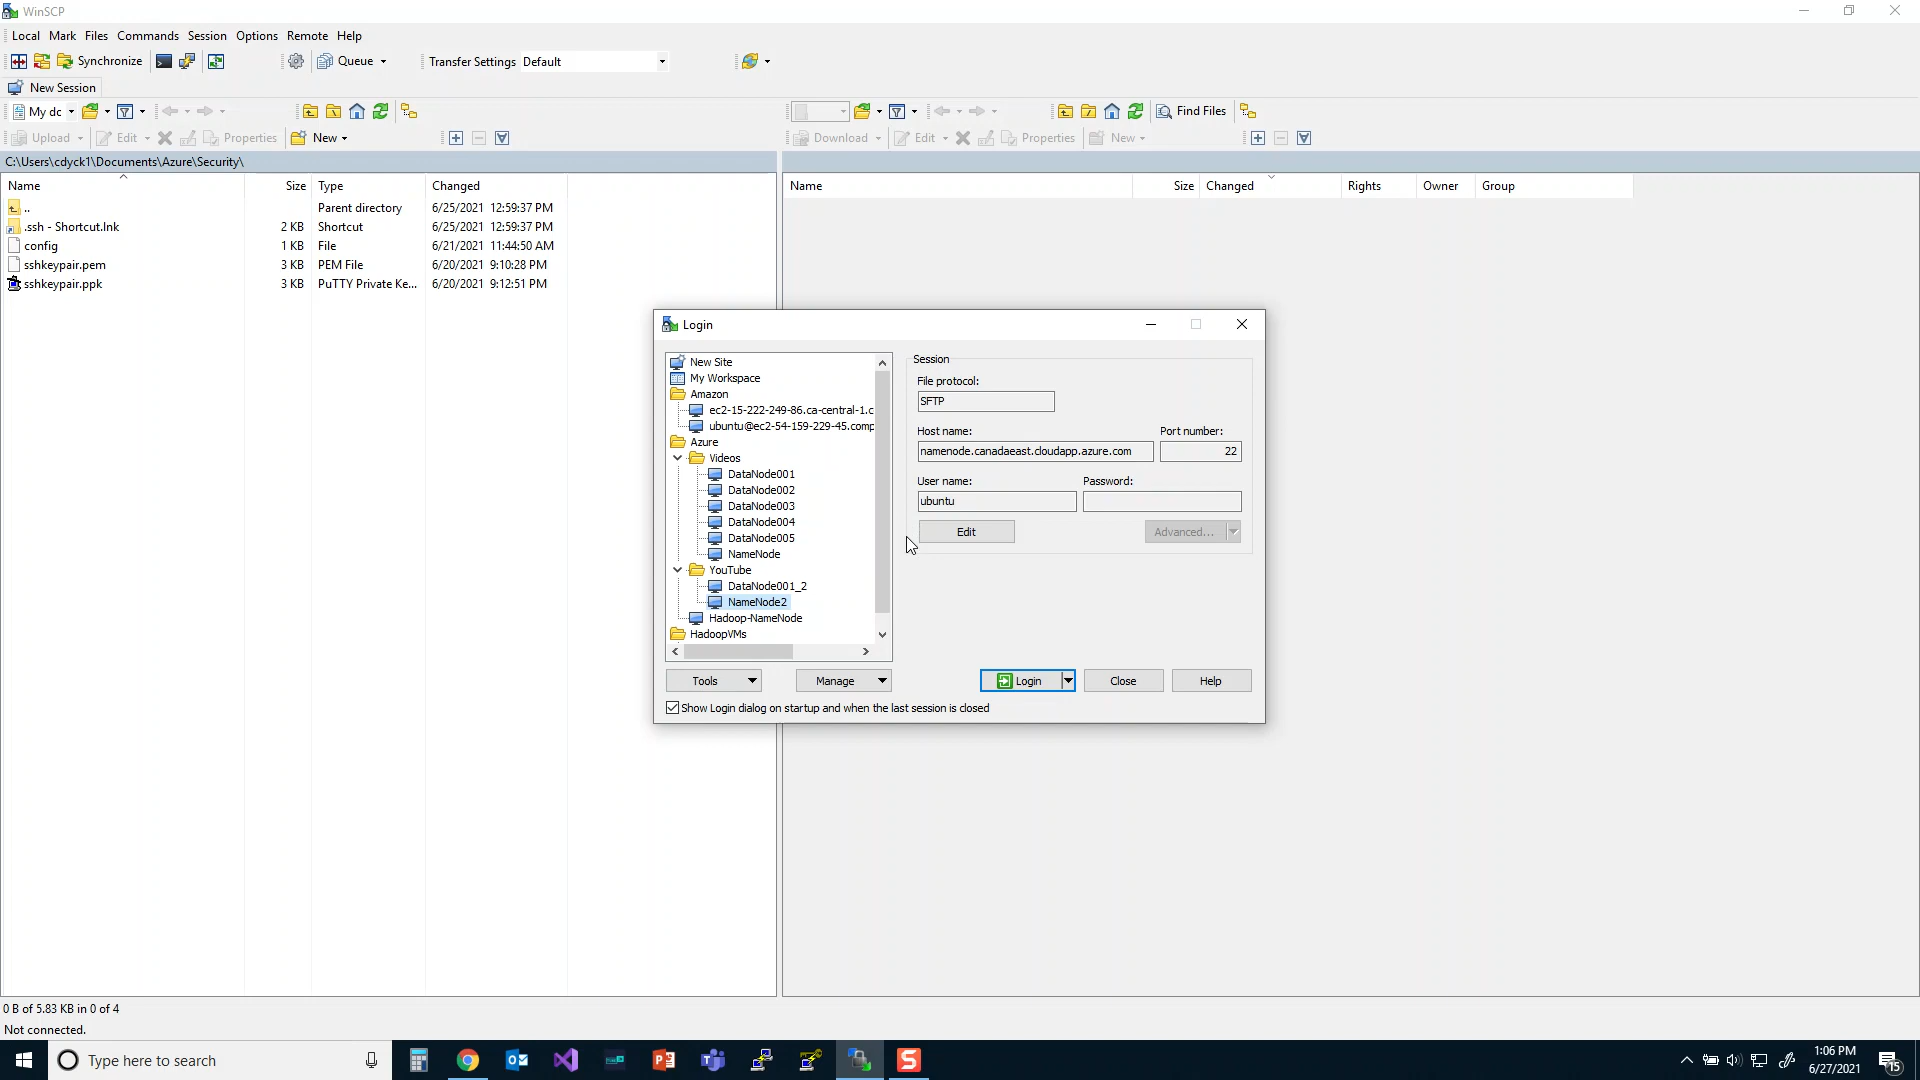 WinSCP
Local Mark Files Commands Session Options Remote Help
Synchronize Queue Transfer Settings Default
New Session
My dc Find Files
Upload Edit Properties New Download Edit Properties New
C:\Users\cdyck1\Documents\Azure\Security\
Name Size Type Changed Name Size Changed Rights Owner Group
.. Parent directory 6/25/2021 12:59:37 PM
.ssh - Shortcut.lnk 2 KB Shortcut 6/25/2021 12:59:37 PM
config 1 KB File 6/21/2021 11:44:50 AM
sshkeypair.pem 3 KB PEM File 6/20/2021 9:10:28 PM
sshkeypair.ppk 3 KB PuTTY Private Ke... 6/20/2021 9:12:51 PM
Login
New Site
My Workspace
Amazon
ec2-15-222-249-86.ca-central-1.c
ubuntu@ec2-54-159-229-45.comp
Azure
Videos
DataNode001
DataNode002
DataNode003
DataNode004
DataNode005
NameNode
YouTube
DataNode001_2
NameNode2
Hadoop-NameNode
HadoopVMs
Session
File protocol:
SFTP
Host name: Port number:
namenode.canadaeast.cloudapp.azure.com 22
User name: Password:
ubuntu
Edit Advanced...
Tools Manage Login Close Help
Show Login dialog on startup and when the last session is closed
0 B of 5.83 KB in 0 of 4
Not connected.
Type here to search
1:06 PM
6/27/2021
15